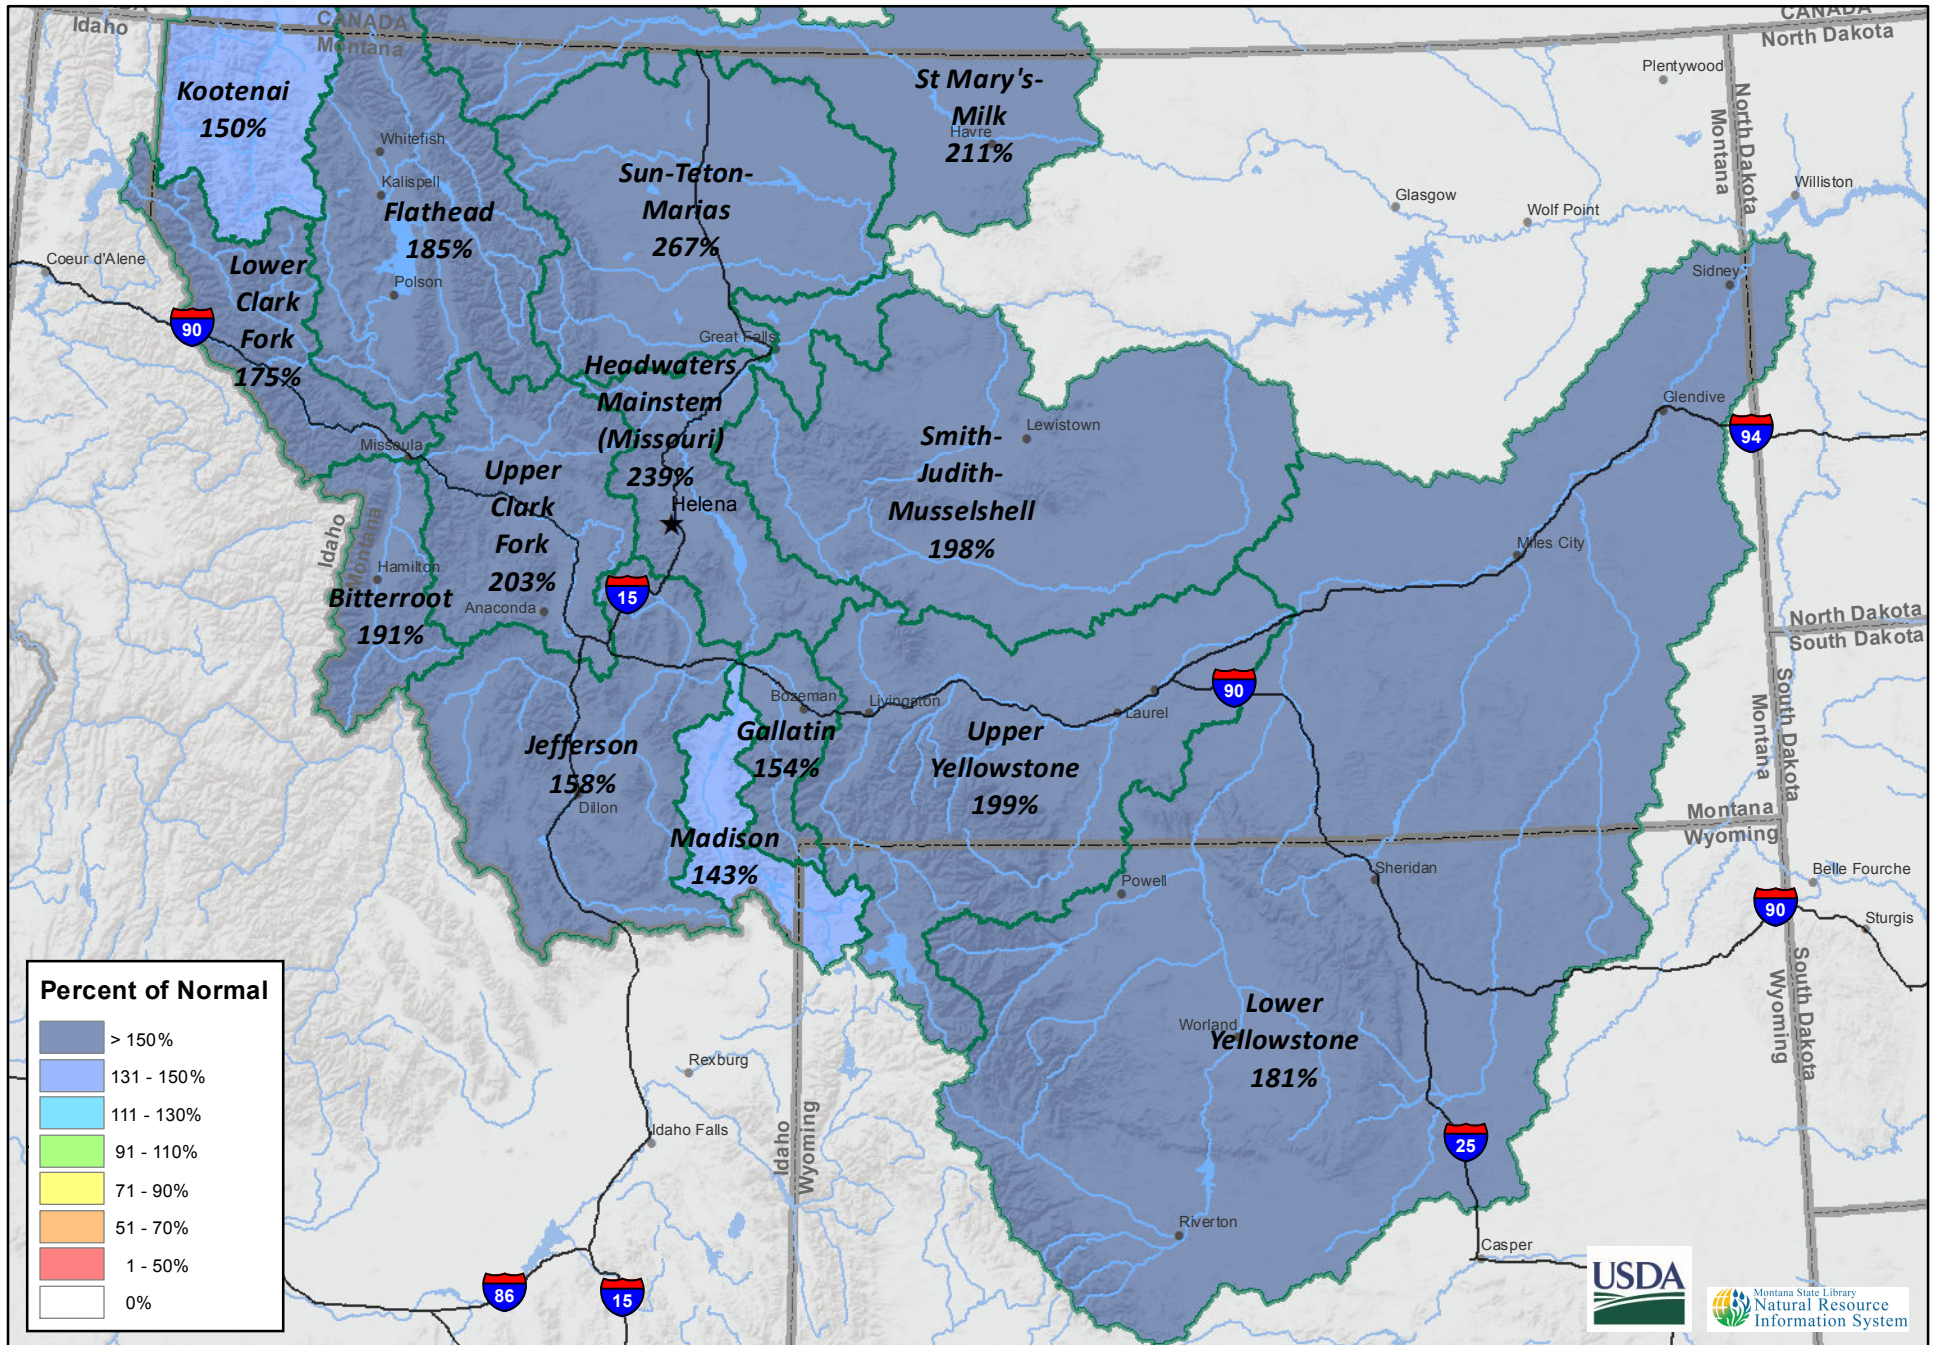 CANADA
Montana
Idaho
CANADA
North Dakota
Kootenai
150%
Whitefish
Kalispell
Flathead
185%
Polson
St Mary's-
Milk
Havre
211%
Sun-Teton-
Marias
267%
Great Falls
Plentywood
North Dakota
Montana
Williston
Glasgow
Wolf Point
Sidney
Coeur d'Alene
90
Lower
Clark
Fork
175%
Missoula
Headwaters
Mainstem
(Missouri)
239%
Helena
Smith-
Judith-
Musselshell
198%
Lewistown
Glendive
94
Miles City
Upper
Clark
Fork
203%
Anaconda
15
Idaho
Montana
Hamilton
Bitterroot
191%
North Dakota
South Dakota
South Dakota
Montana
90
Bozeman
Livingston
Laurel
Jefferson
158%
Dillon
Gallatin
154%
Madison
143%
Upper
Yellowstone
199%
Montana
Wyoming
Powell
Sheridan
Belle Fourche
90
Sturgis
South Dakota
Wyoming
Lower
Yellowstone
181%
Worland
Rexburg
Idaho Falls
Idaho
Wyoming
25
Riverton
Casper
86
15
Percent of Normal
> 150%
131 - 150%
111 - 130%
91 - 110%
71 - 90%
51 - 70%
1 - 50%
0%
USDA
Montana State Library
Natural Resource
Information System